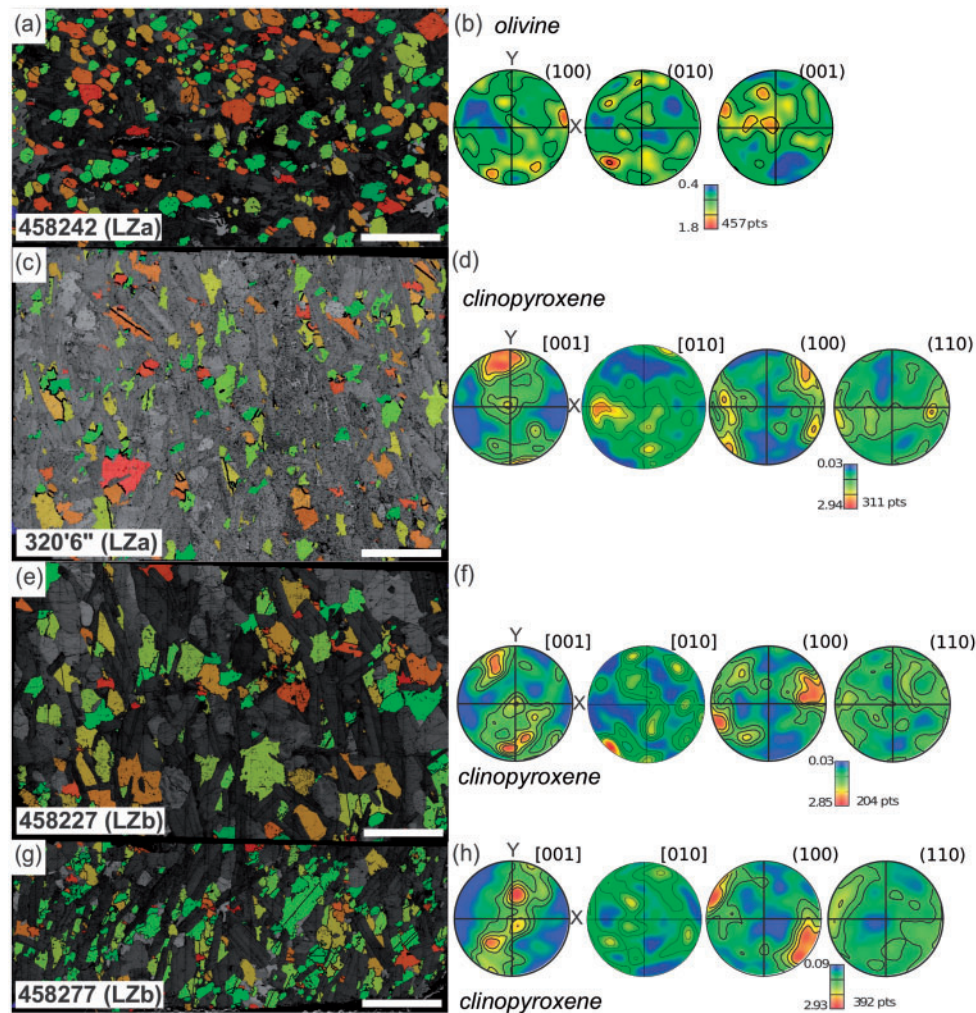 (a)
458242 (LZa)
(b) olivine
Y
(100) (010) (001)
X
0.4
1.8 457pts
(c)
320'6" (LZa)
(d)
clinopyroxene
Y [001] [010] (100) (110)
X
0.03
2.94 311 pts
(e)
458227 (LZb)
(f)
Y [001] [010] (100) (110)
X
clinopyroxene
0.03
2.85 204 pts
(g)
458277 (LZb)
(h) Y [001] [010] (100) (110)
X
0.09
2.93 392 pts
clinopyroxene